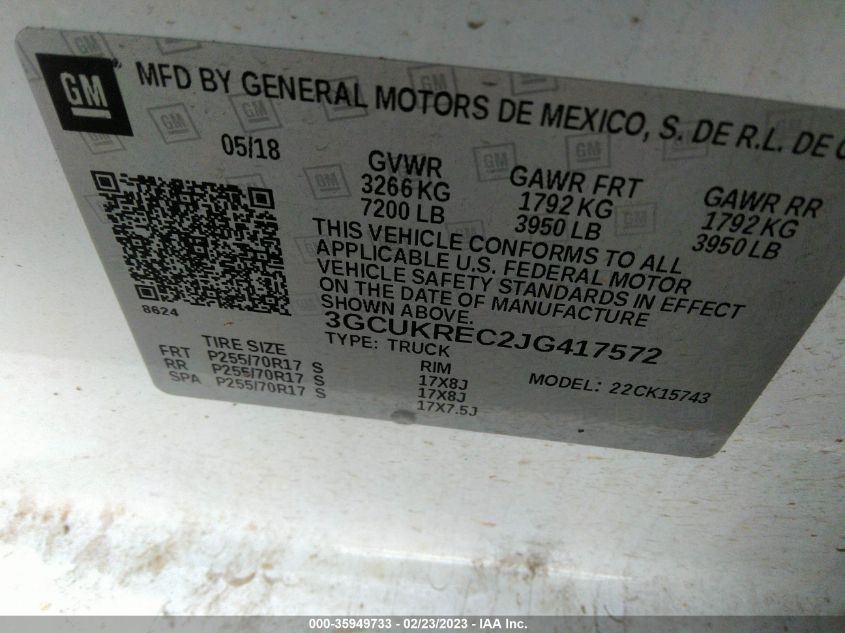 GM MFD BY GENERAL MOTORS DE MEXICO, S. DE R.L. DE
05/18
GVWR
3266 KG
7200 LB
GAWR FRT
1792 KG
3950 LB
GAWR RR
1792 KG
3950 LB
THIS VEHICLE CONFORMS TO ALL
APPLICABLE U.S. FEDERAL MOTOR
VEHICLE SAFETY STANDARDS IN EFFECT
ON THE DATE OF MANUFACTURE
SHOWN ABOVE.
8624
3GCUKREC2JG417572
TYPE: TRUCK
MODEL: 22CK15743
TIRE SIZE RIM
FRT P255/70R17 S 17X8J
RR P255/70R17 S 17X8J
SPA P255/70R17 S 17X7.5J
000-35949733 - 02/23/2023 - IAA Inc.